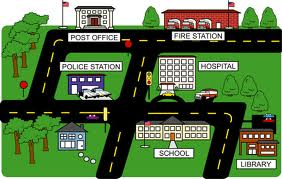 POST OFFICE
FIRE STATION
POLICE STATION
HOSPITAL
SCHOOL
LIBRARY